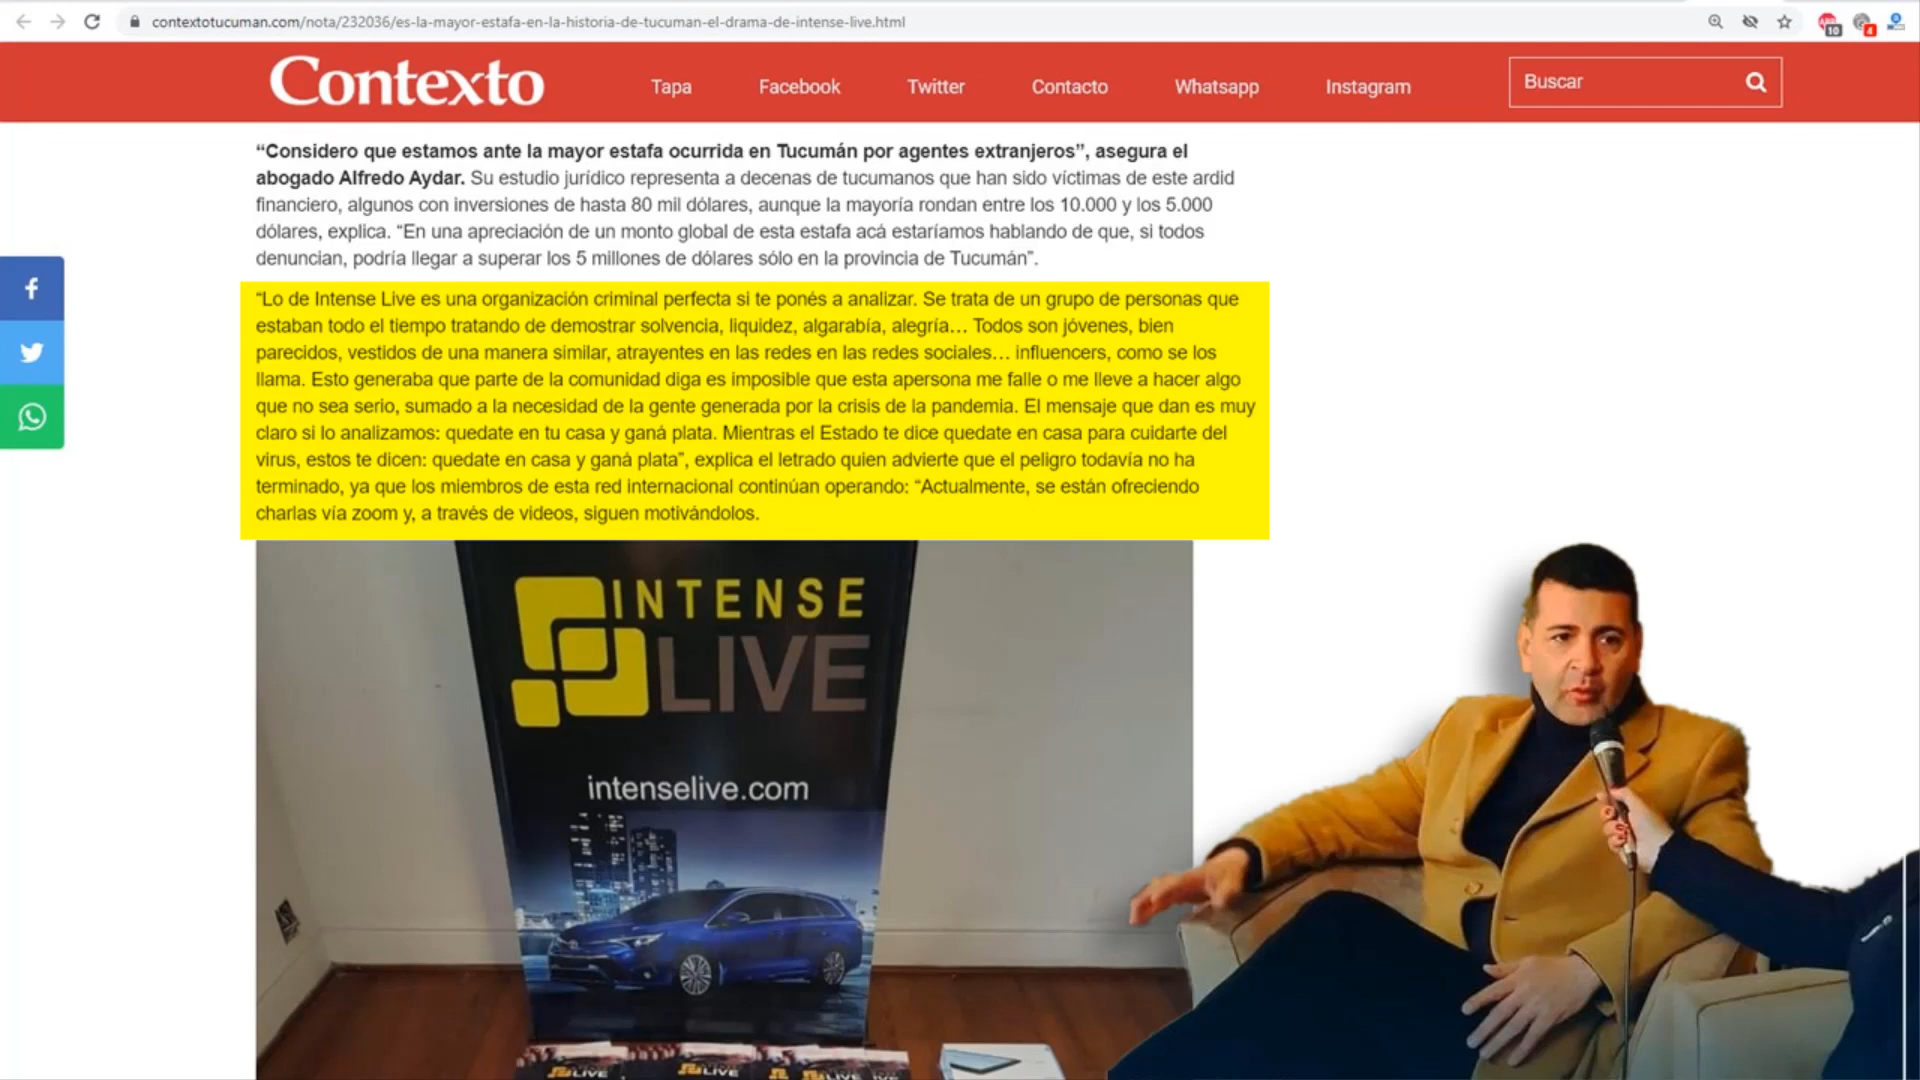 contextotucuman.com/nota/232036/es-la-mayor-estafa-en-la-historia-de-tucuman-el-drama-de-intense-live.html
10
4
Contexto
Tapa
Facebook
Twitter
Contacto
Whatsapp
Instagram
Buscar
“Considero que estamos ante la mayor estafa ocurrida en Tucumán por agentes extranjeros”, asegura el
abogado Alfredo Aydar. Su estudio jurídico representa a decenas de tucumanos que han sido víctimas de este ardid
financiero, algunos con inversiones de hasta 80 mil dólares, aunque la mayoría rondan entre los 10.000 y los 5.000
dólares, explica. “En una apreciación de un monto global de esta estafa acá estaríamos hablando de que, si todos
denuncian, podría llegar a superar los 5 millones de dólares sólo en la provincia de Tucumán”.
“Lo de Intense Live es una organización criminal perfecta si te ponés a analizar. Se trata de un grupo de personas que
estaban todo el tiempo tratando de demostrar solvencia, liquidez, algarabía, alegría… Todos son jóvenes, bien
parecidos, vestidos de una manera similar, atrayentes en las redes en las redes sociales… influencers, como se los
llama. Esto generaba que parte de la comunidad diga es imposible que esta apersona me falle o me lleve a hacer algo
que no sea serio, sumado a la necesidad de la gente generada por la crisis de la pandemia. El mensaje que dan es muy
claro si lo analizamos: quedate en tu casa y ganá plata. Mientras el Estado te dice quedate en casa para cuidarte del
virus, estos te dicen: quedate en casa y ganá plata”, explica el letrado quien advierte que el peligro todavía no ha
terminado, ya que los miembros de esta red internacional continúan operando: “Actualmente, se están ofreciendo
charlas vía zoom y, a través de videos, siguen motivándolos.
INTENSE
LIVE
intenselive.com
LIVE
LIVE
LIVE